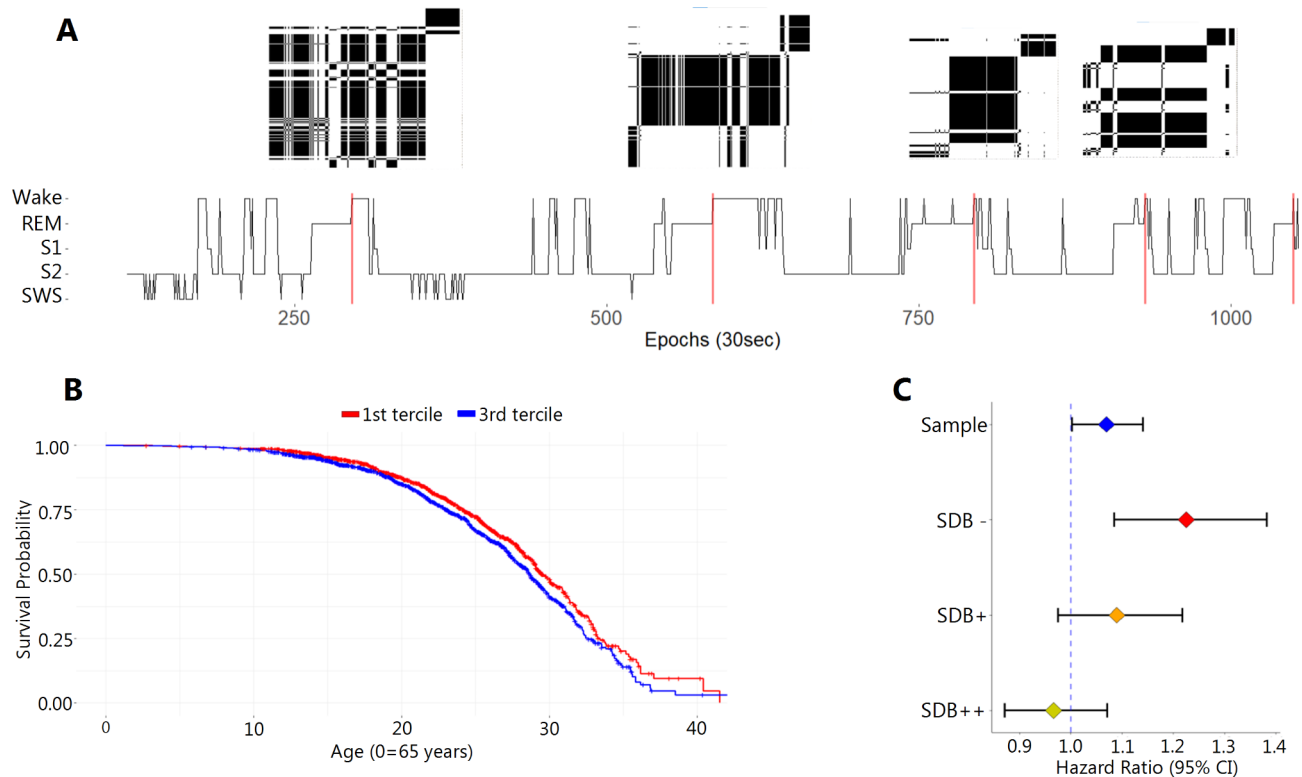 A
Wake
REM
S1
S2
SWS
250 500 750 1000
Epochs (30sec)
B
1st tercile 3rd tercile
1.00
0.75
0.50
0.25
0.00
Survival Probability
0 10 20 30 40
Age (0=65 years)
C
Sample
SDB -
SDB+
SDB++
0.9 1.0 1.1 1.2 1.3 1.4
Hazard Ratio (95% CI)